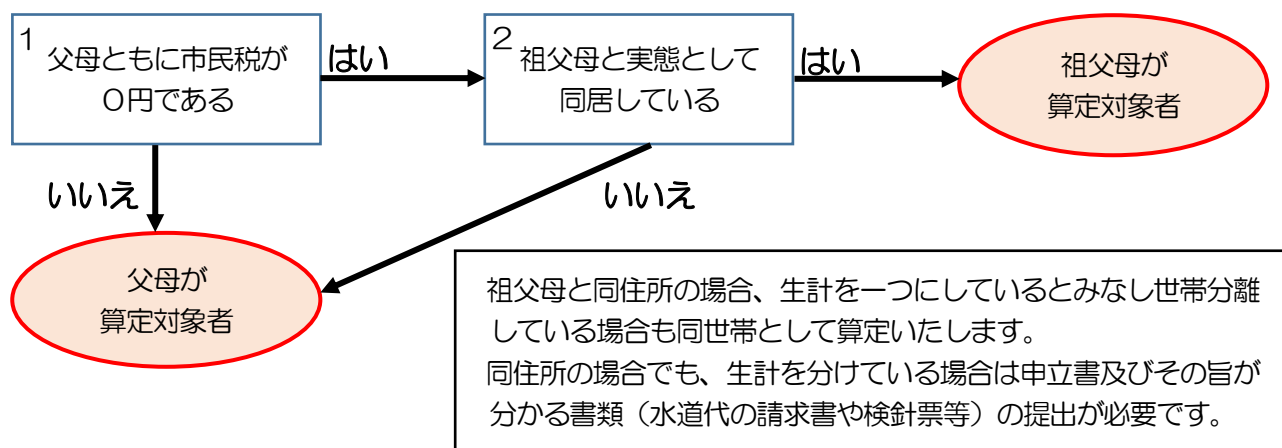 1
父母ともに市民税が
０円である
はい
2
祖父母と実態として
同居している
はい
祖父母が
算定対象者
いいえ
いいえ
父母が
算定対象者
祖父母と同住所の場合、生計を一つにしているとみなし世帯分離
している場合も同世帯として算定いたします。
同住所の場合でも、生計を分けている場合は申立書及びその旨が
分かる書類（水道代の請求書や検針票等）の提出が必要です。